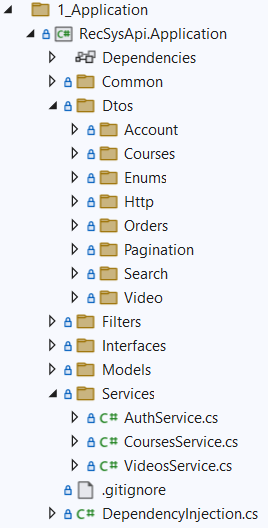 1_Application
C# RecSysApi.Application
Dependencies
Common
Dtos
Account
Courses
Enums
Http
Orders
Pagination
Search
Video
Filters
Interfaces
Models
Services
C# AuthService.cs
C# CoursesService.cs
C# VideosService.cs
.gitignore
C# DependencyInjection.cs